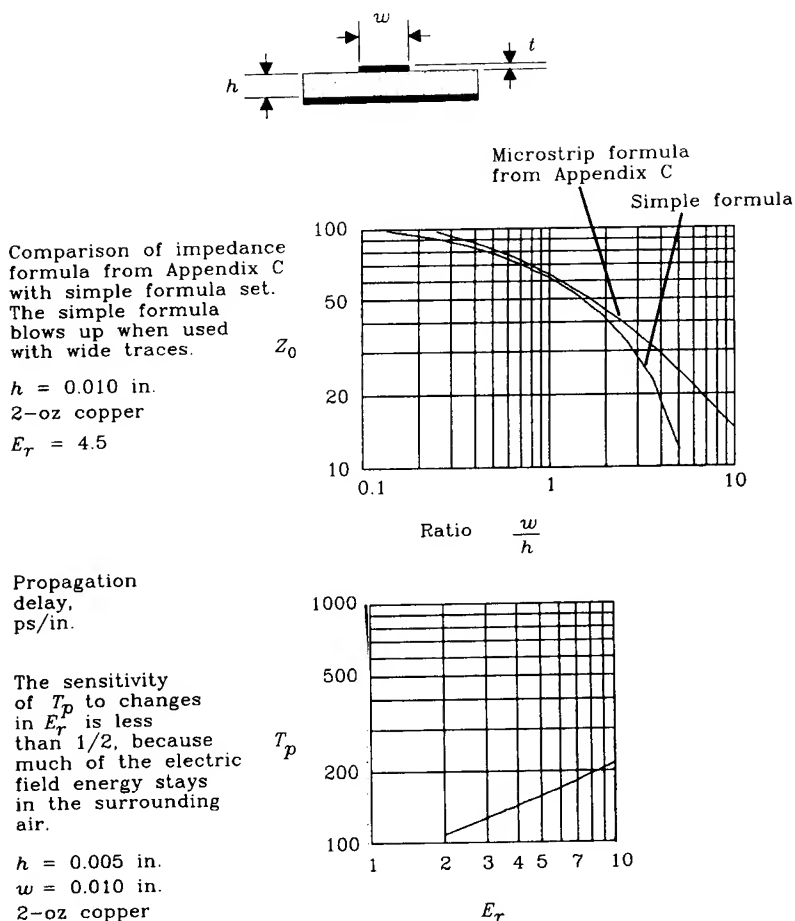 w
t
h
Microstrip formula
from Appendix C
Simple formula
Comparison of impedance
formula from Appendix C
with simple formula set.
The simple formula
blows up when used
with wide traces.
h = 0.010 in.
2-oz copper
E_r = 4.5
Z_0
100
50
20
10
0.1
1
10
Ratio w/h
Propagation
delay,
ps/in.
The sensitivity
of T_p to changes
in E_r is less
than 1/2, because
much of the electric
field energy stays
in the surrounding
air.
h = 0.005 in.
w = 0.010 in.
2-oz copper
T_p
1000
500
200
100
1 2 3 4 5 7 10
E_r